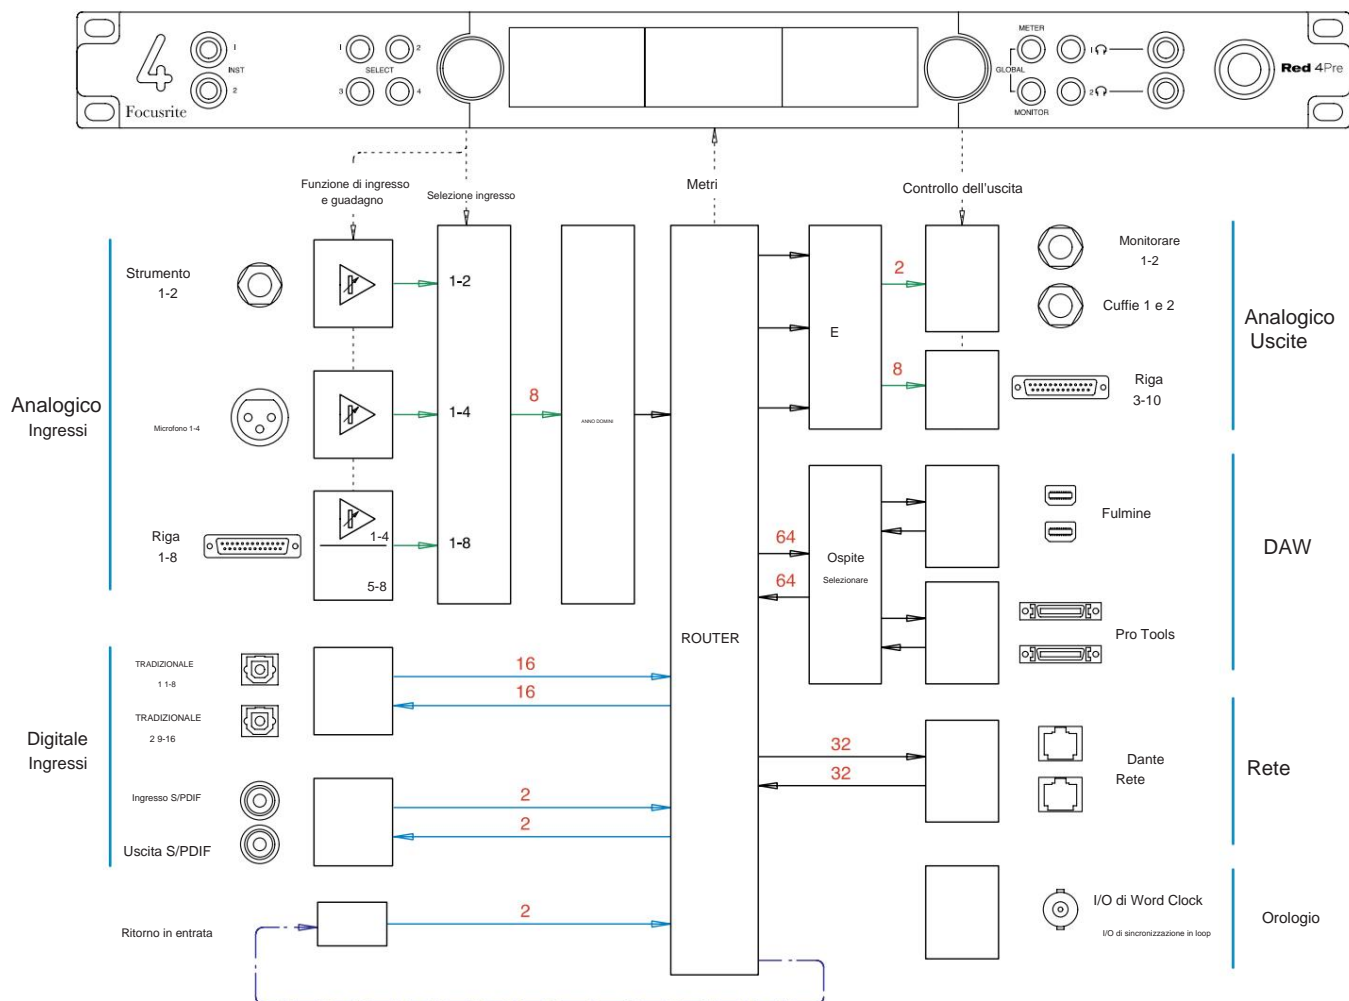 4
Focusrite
1
INST
2
1
2
SELECT
3
4
METER
GLOBAL
MONITOR
1
2
Red 4Pre
Funzione di ingresso
e guadagno
Selezione ingresso
Metri
Controllo dell'uscita
Analogico
Ingressi
Strumento
1-2
Microfono 1-4
Riga
1-8
1-4
5-8
1-2
1-4
1-8
8
ANNO DOMINI
ROUTER
E
2
8
Monitorare
1-2
Cuffie 1 e 2
Riga
3-10
Analogico
Uscite
64
64
Ospite
Selezionare
Fulmine
Pro Tools
DAW
Digitale
Ingressi
TRADIZIONALE
1 1-8
TRADIZIONALE
2 9-16
16
16
Ingresso S/PDIF
Uscita S/PDIF
2
2
32
32
Dante
Rete
Rete
Ritorno in entrata
2
I/O di Word Clock
I/O di sincronizzazione in loop
Orologio